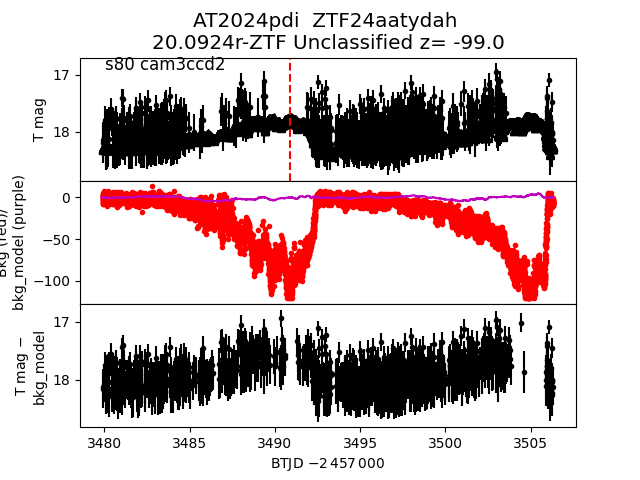 AT2024pdi  ZTF24aatydah
20.0924r-ZTF Unclassified z= -99.0
s80 cam3ccd2
17
18
T mag
0
−50
−100
Bkg (red)/
bkg_model (purple)
17
18
T mag −
bkg_model
3480 3485 3490 3495 3500 3505
BTJD −2 457 000